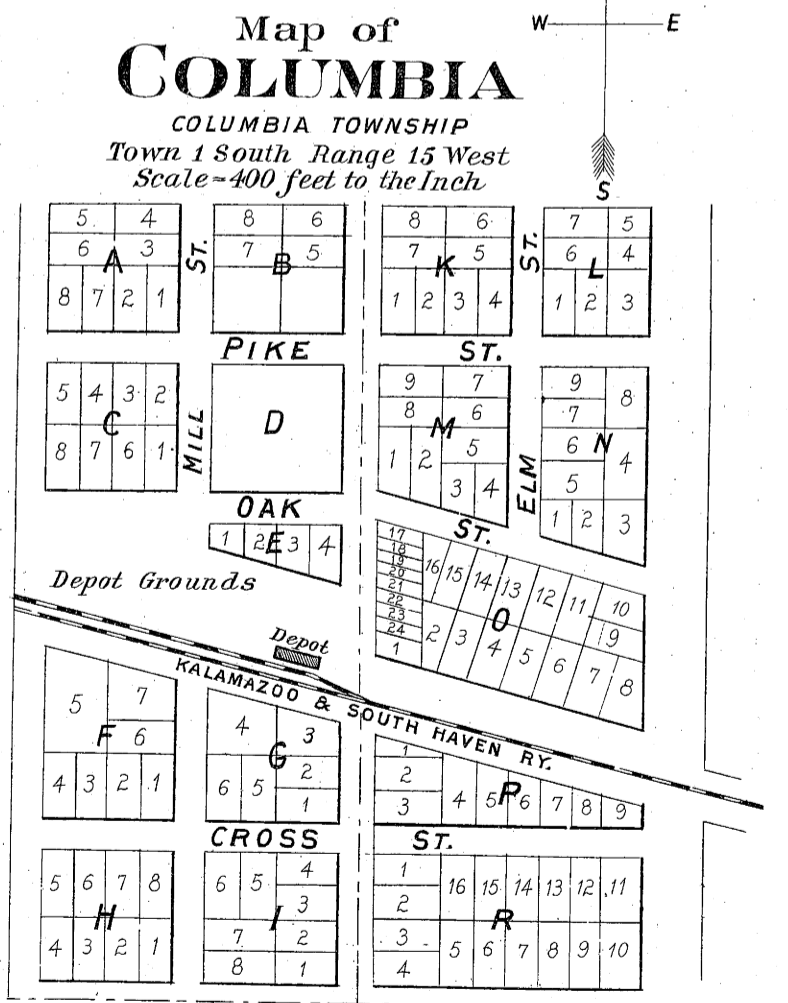 Map of
COLUMBIA
COLUMBIA TOWNSHIP
Town 1 South Range 15 West
Scale=400 feet to the Inch
W E
S
5 4
6 3
A
8 7 2 1
ST.
8 6
7 5
B
8 6
7 5
K
1 2 3 4
ST.
7 5
6 4
L
1 2 3
PIKE ST.
5 4 3 2
C
8 7 6 1
MILL
D
9 7
8 6
M
5
1 2
3 4
ELM
9 8
7
6 N 4
5
1 2 3
OAK ST.
1 2 E 3 4
17
18
19
20
21
22
23
24
1
16 15 14 13 12 11 10
9
O
2 3 4 5 6 7 8
Depot Grounds
Depot
KALAMAZOO & SOUTH HAVEN RY.
5 7
F 6
4 3 2 1
4 3
G
2
6 5
1
1
2
3
P
4 5 6 7 8 9
CROSS ST.
5 6 7 8
H
4 3 2 1
6 5 4
3
I
7 2
8 1
1
2
3
4
16 15 14 13 12 11
R
5 6 7 8 9 10